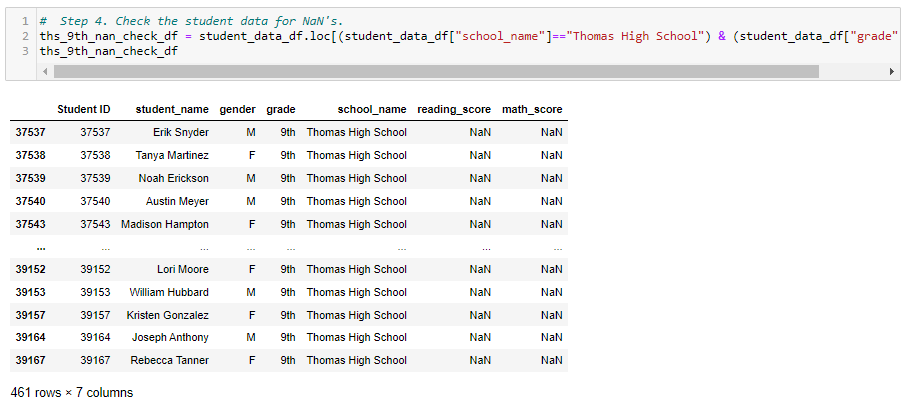 1 #  Step 4. Check the student data for NaN's.
2 ths_9th_nan_check_df = student_data_df.loc[(student_data_df["school_name"]=="Thomas High School") & (student_data_df["grade"
3 ths_9th_nan_check_df
Student ID student_name gender grade school_name reading_score math_score
37537 37537 Erik Snyder M 9th Thomas High School NaN NaN
37538 37538 Tanya Martinez F 9th Thomas High School NaN NaN
37539 37539 Noah Erickson M 9th Thomas High School NaN NaN
37540 37540 Austin Meyer M 9th Thomas High School NaN NaN
37543 37543 Madison Hampton F 9th Thomas High School NaN NaN
... ... ... ... ... ... ... ...
39152 39152 Lori Moore F 9th Thomas High School NaN NaN
39153 39153 William Hubbard M 9th Thomas High School NaN NaN
39157 39157 Kristen Gonzalez F 9th Thomas High School NaN NaN
39164 39164 Joseph Anthony M 9th Thomas High School NaN NaN
39167 39167 Rebecca Tanner F 9th Thomas High School NaN NaN
461 rows × 7 columns